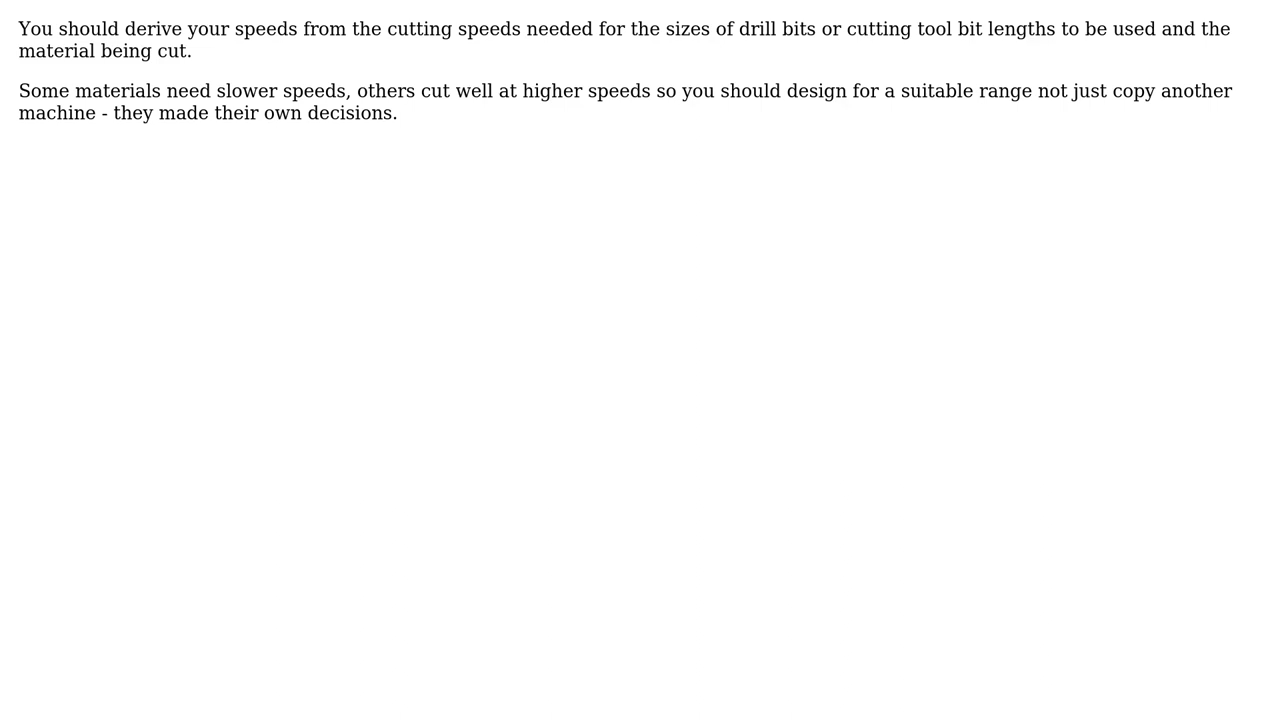 You should derive your speeds from the cutting speeds needed for the sizes of drill bits or cutting tool bit lengths to be used and the
material being cut.
Some materials need slower speeds, others cut well at higher speeds so you should design for a suitable range not just copy another
machine - they made their own decisions.